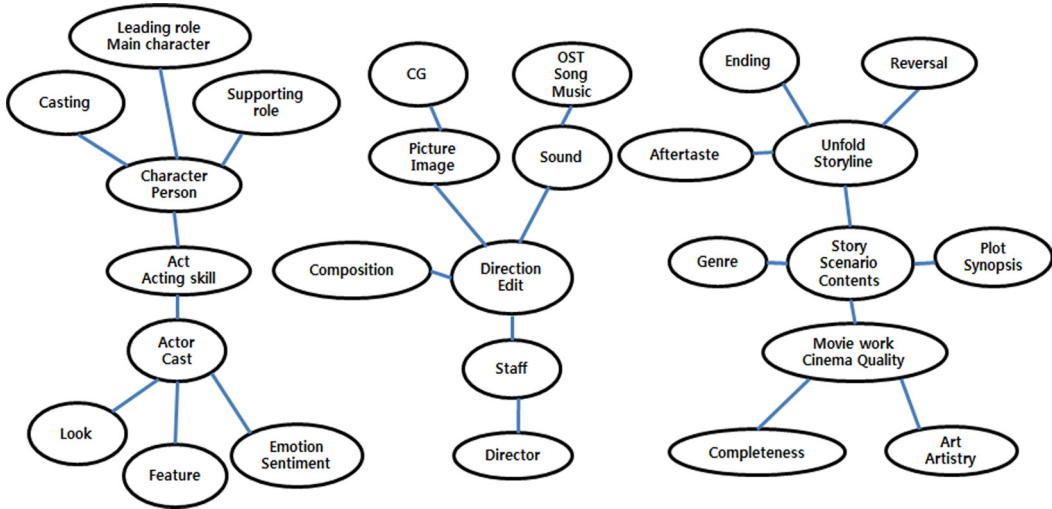 Leading role
Main character
Casting
Supporting
role
Character
Person
Act
Acting skill
Actor
Cast
Look
Feature
Emotion
Sentiment
CG
OST
Song
Music
Picture
Image
Sound
Composition
Direction
Edit
Staff
Director
Ending
Reversal
Aftertaste
Unfold
Storyline
Genre
Story
Scenario
Contents
Plot
Synopsis
Movie work
Cinema Quality
Completeness
Art
Artistry